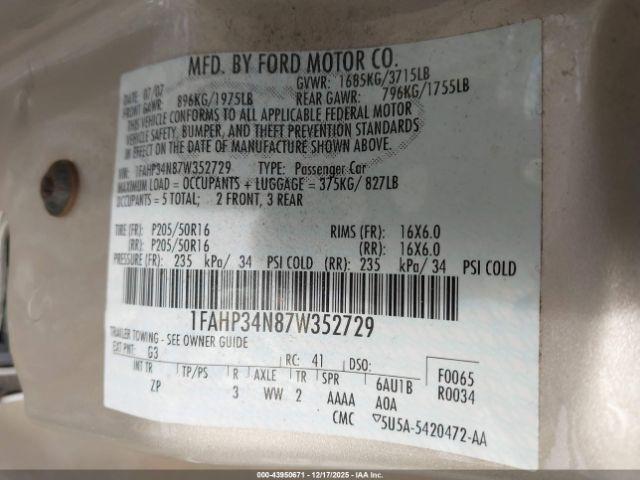 MFD. BY FORD MOTOR CO.
DATE: 07/07 GVWR: 1685KG/3715LB
FRONT GAWR: 896KG/1975LB REAR GAWR: 796KG/1755LB
THIS VEHICLE CONFORMS TO ALL APPLICABLE FEDERAL MOTOR
VEHICLE SAFETY, BUMPER, AND THEFT PREVENTION STANDARDS
IN EFFECT ON THE DATE OF MANUFACTURE SHOWN ABOVE.
VIN: 1FAHP34N87W352729 TYPE: Passenger Car
MAXIMUM LOAD = OCCUPANTS + LUGGAGE = 375KG/ 827LB
OCCUPANTS = 5 TOTAL; 2 FRONT, 3 REAR
TIRE (FR): P205/50R16 RIMS (FR): 16X6.0
(RR): P205/50R16 (RR): 16X6.0
PRESSURE (FR): 235 kPa/ 34 PSI COLD (RR): 235 kPa/ 34 PSI COLD
1FAHP34N87W352729
TRAILER TOWING - SEE OWNER GUIDE
EXT PNT: G3 RC: 41 DSO: F0065
INT TR TP/PS R AXLE TR SPR 6AU1B R0034
ZP 3 WW 2 AAAA A0A
CMC ▽5U5A-5420472-AA
000-43950671 - 12/17/2025 - IAAI, Inc.